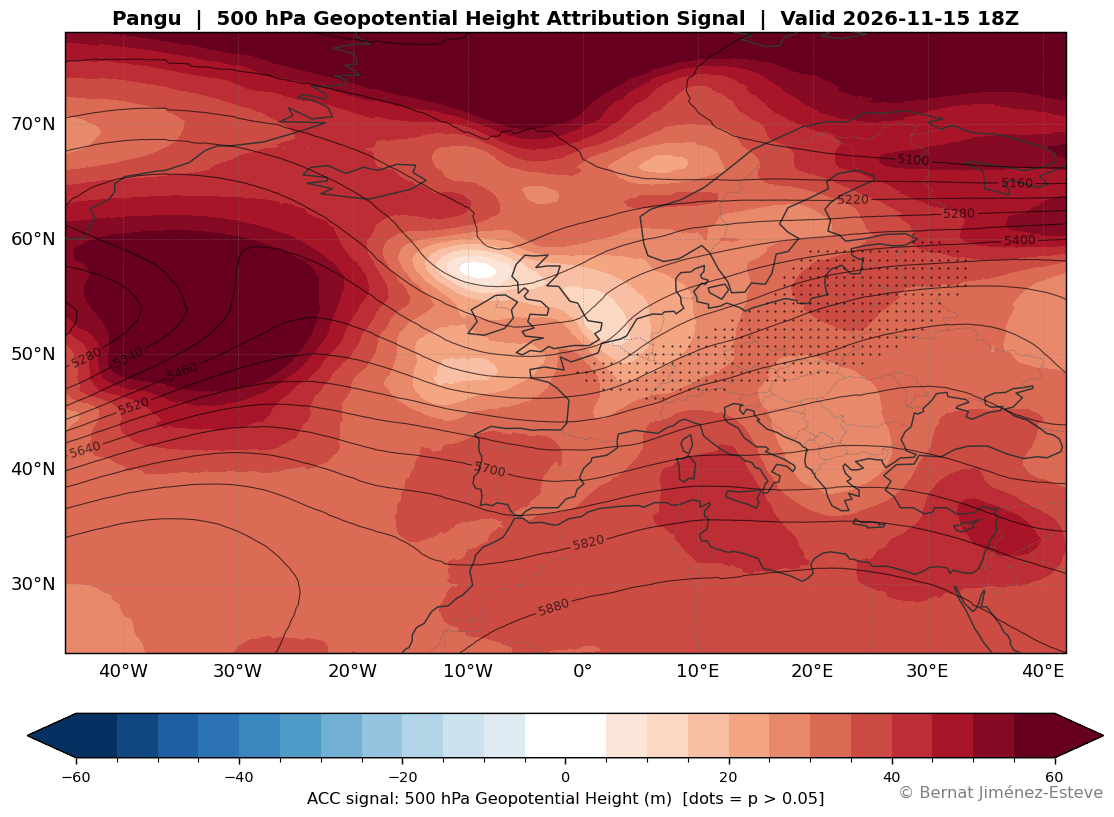 Pangu | 500 hPa Geopotential Height Attribution Signal | Valid 2026-11-15 18Z
70°N
60°N
50°N
40°N
30°N
5100
5160
5220
5280
5400
5280
5340
5460
5520
5640
5700
5820
5880
40°W 30°W 20°W 10°W 0° 10°E 20°E 30°E 40°E
−60 −40 −20 0 20 40 60
ACC signal: 500 hPa Geopotential Height (m) [dots = p > 0.05]
© Bernat Jiménez-Esteve